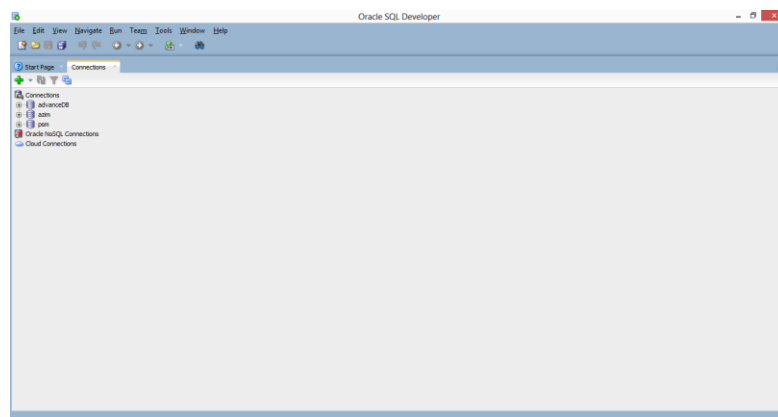 Oracle SQL Developer
File Edit View Navigate Run Team Tools Window Help
Start Page Connections
Connections
advanceDB
azim
psm
Oracle NoSQL Connections
Cloud Connections